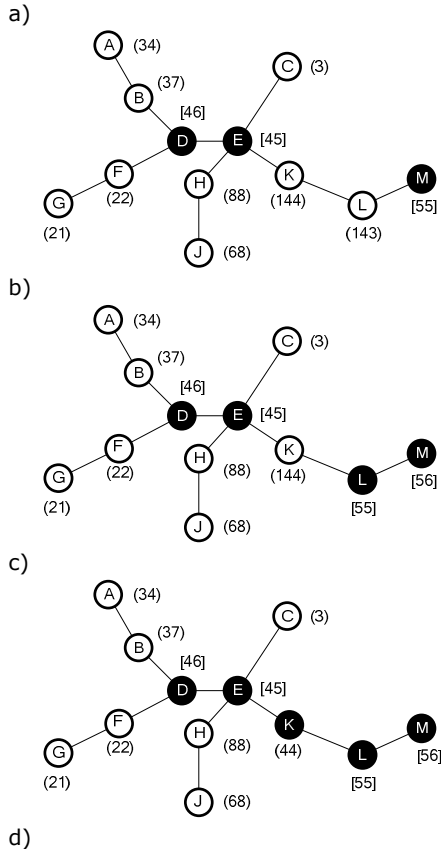 a)
A (34)
C (3)
B (37)
[46]
D E [45]
F H K
G (22) (88) (144) L M
(21) (143) [55]
J (68)
b)
A (34)
C (3)
B (37)
[46]
D E [45]
F H K
G (22) (88) (144) L M
(21) [55] [56]
J (68)
c)
A (34)
C (3)
B (37)
[46]
D E [45]
F H K
G (22) (88) (44) L M
(21) [55] [56]
J (68)
d)